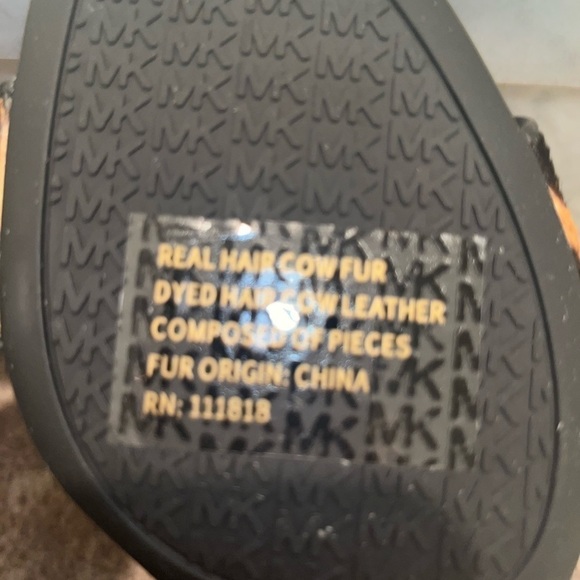 REAL HAIR COW FUR
DYED HAIR COW LEATHER
COMPOSED OF PIECES
FUR ORIGIN: CHINA
RN: 111818